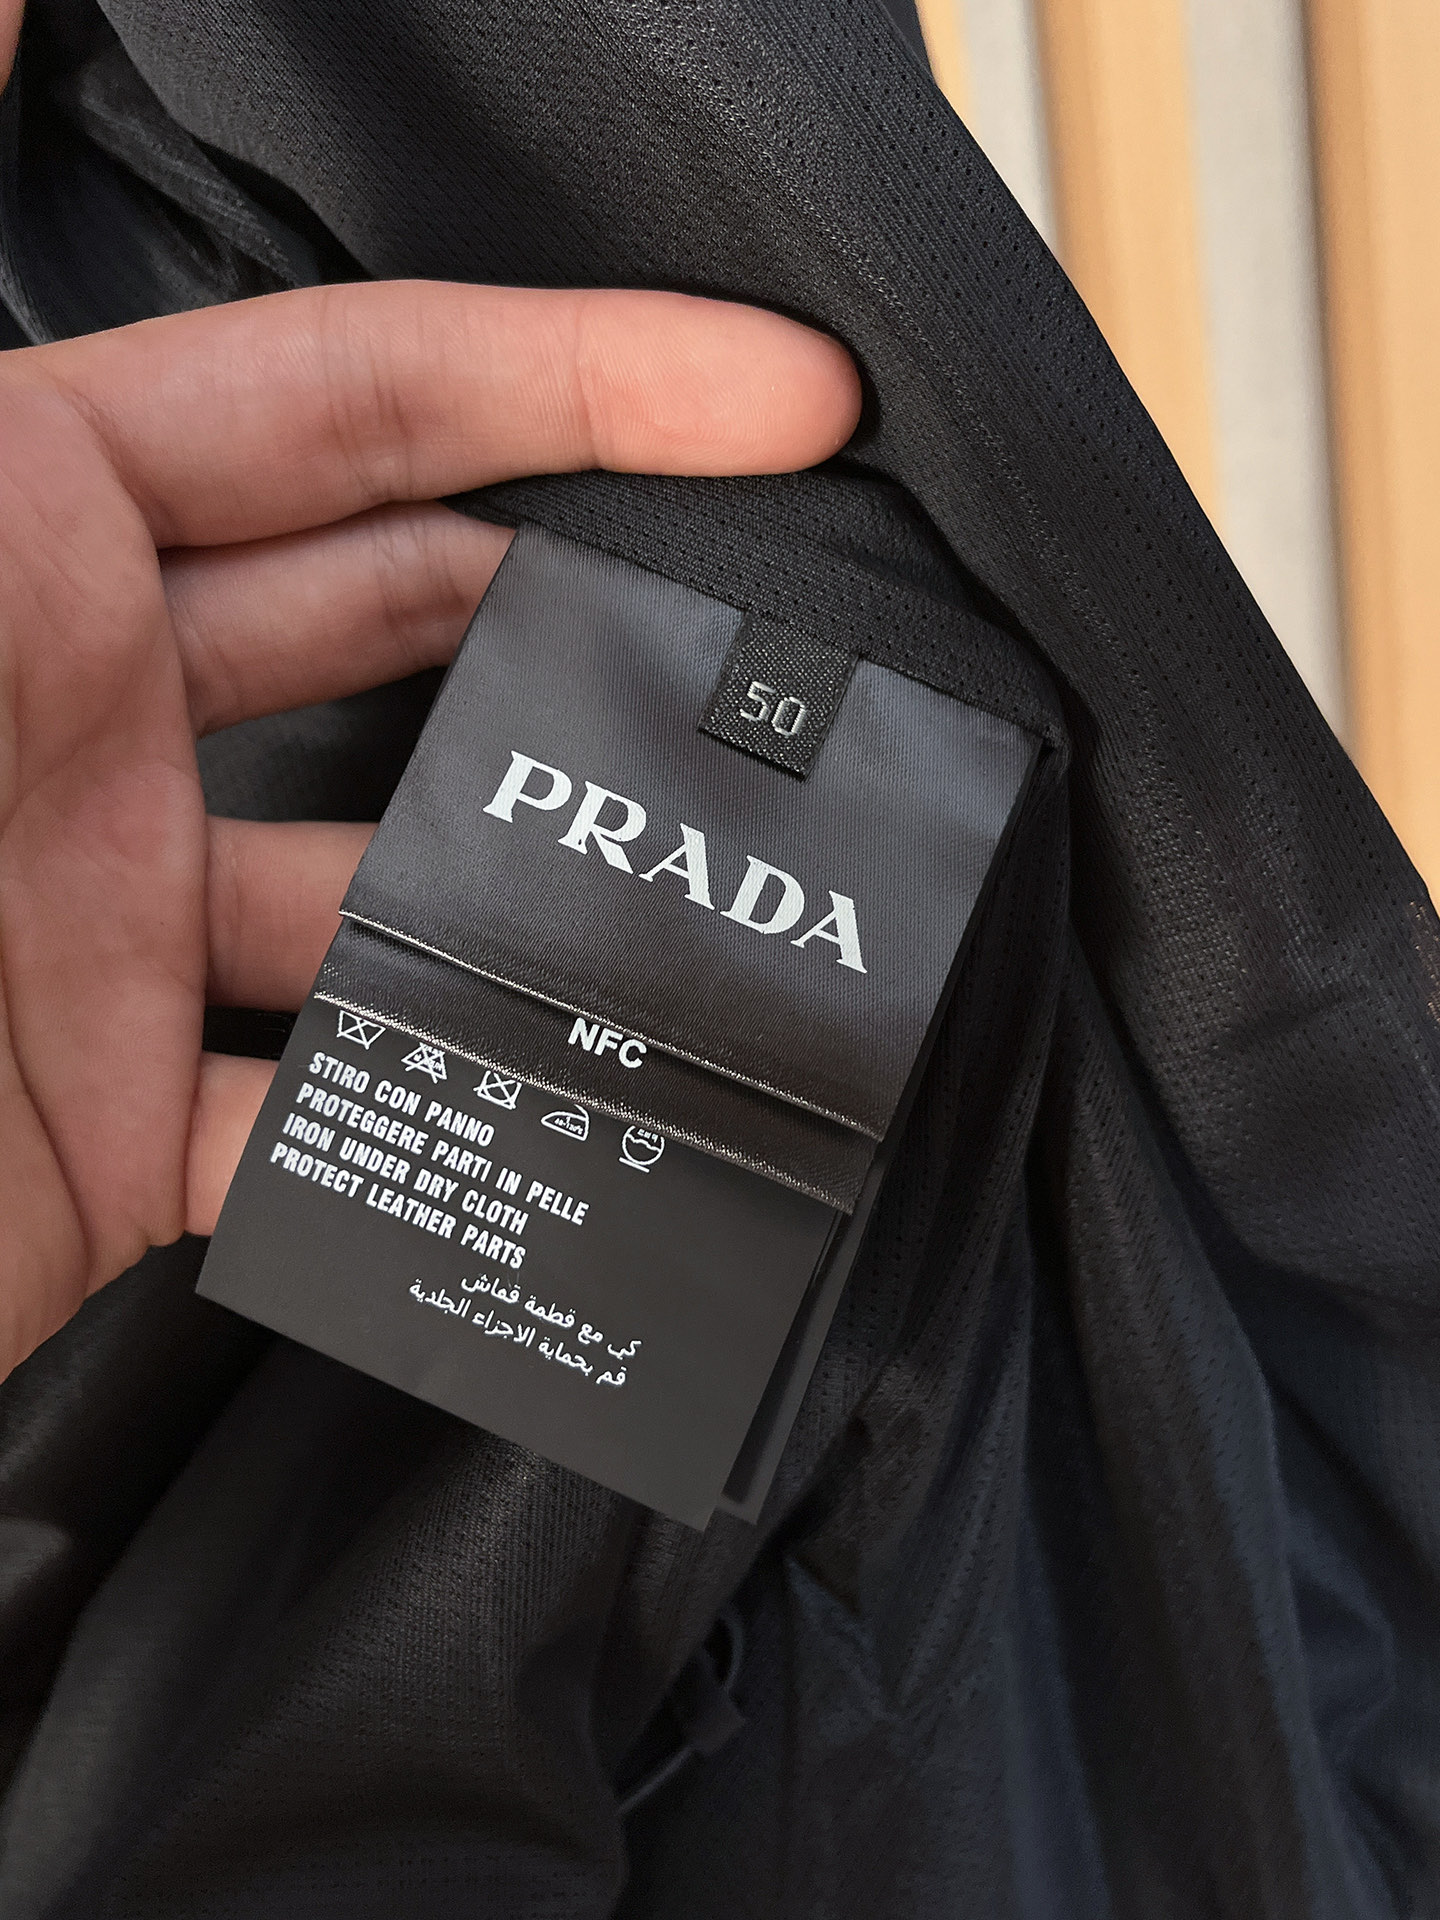 50
PRADA
NFC
STIRO CON PANNO
PROTEGGERE PARTI IN PELLE
IRON UNDER DRY CLOTH
PROTECT LEATHER PARTS
كي مع قطعة قماش
قم بحماية الاجزاء الجلدية